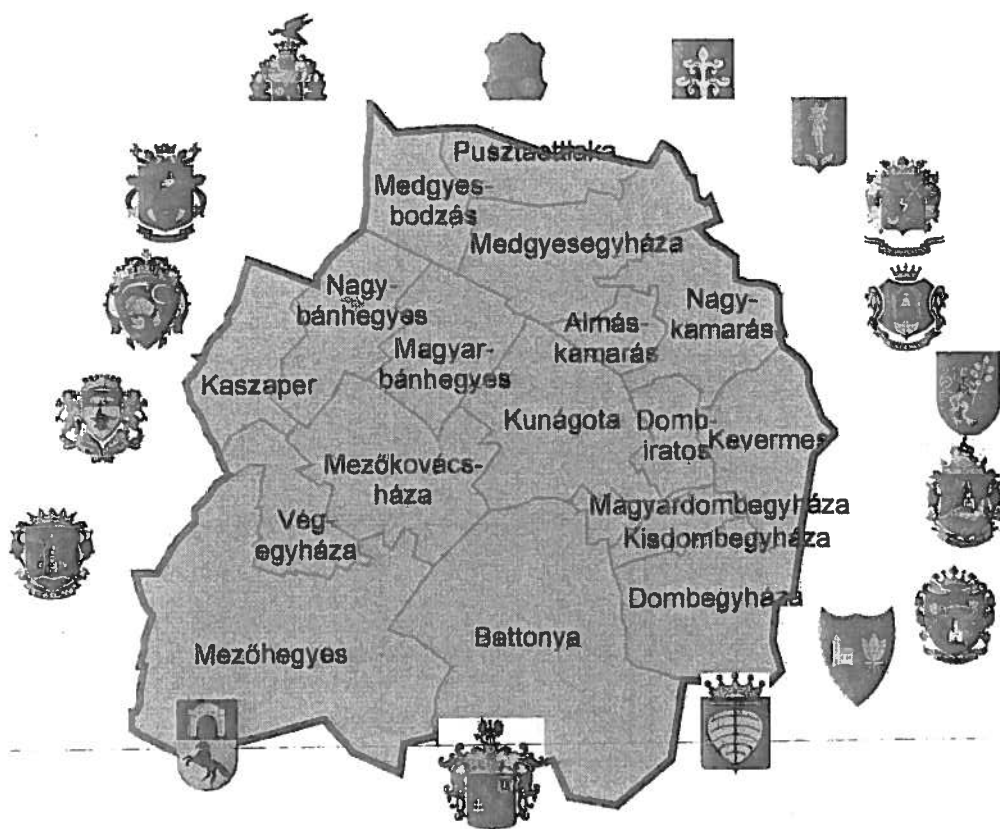 Pusztaottlaka
Medgyes-
bodzás
Medgyesegyháza
Nagy-
bánhegyes
Almás-
kamarás
Nagy-
kamarás
Magyar-
bánhegyes
Kaszaper
Kunágota
Domb-
iratos
Kevermes
Mezőkovács-
háza
Magyardombegyháza
Kisdombegyháza
Vég-
egyháza
Dombegyháza
Battonya
Mezőhegyes